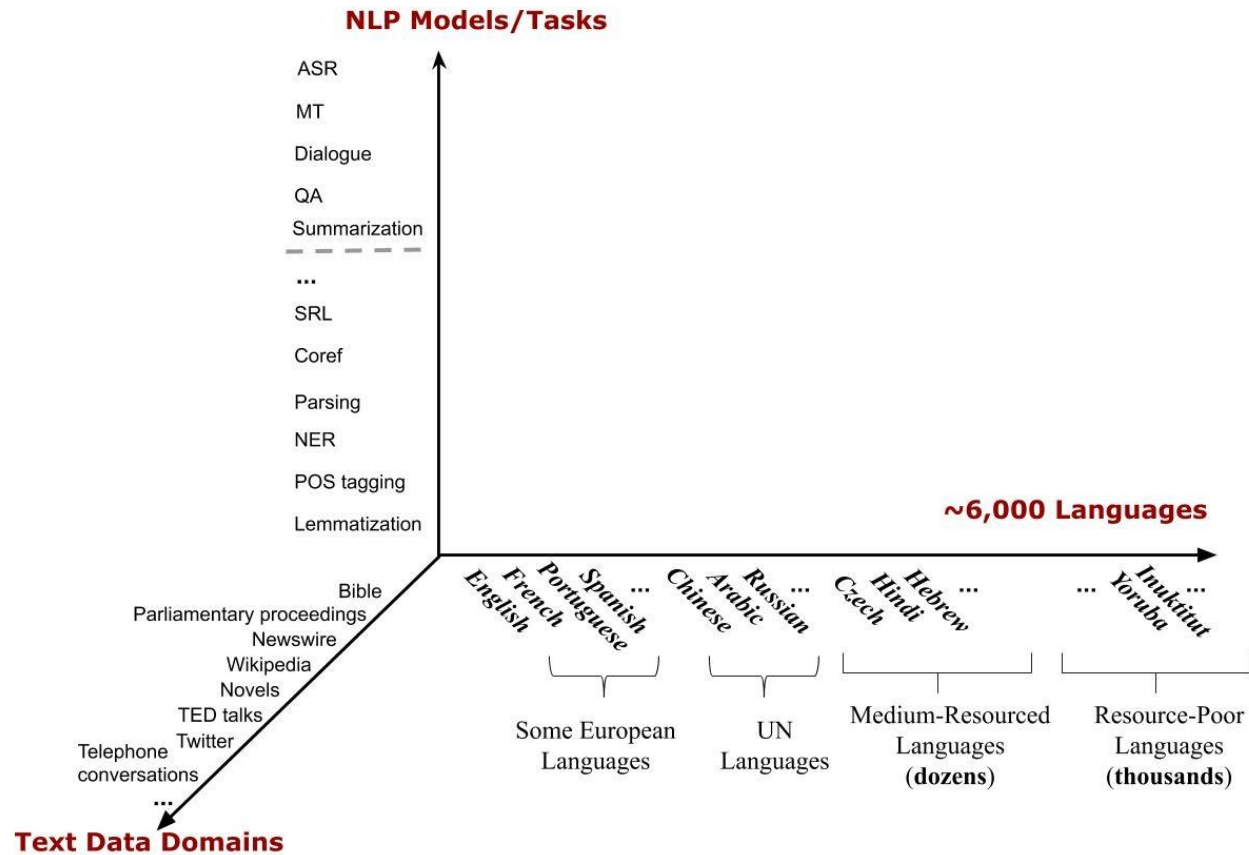 NLP Models/Tasks
ASR
MT
Dialogue
QA
Summarization
...
SRL
Coref
Parsing
NER
POS tagging
Lemmatization
~6,000 Languages
English
French
Portuguese
Spanish
...
Chinese
Arabic
Russian
...
Czech
Hindi
Hebrew
...
...
Yoruba
Inuktitut
...
Some European
Languages
UN
Languages
Medium-Resourced
Languages
(dozens)
Resource-Poor
Languages
(thousands)
Bible
Parliamentary proceedings
Newswire
Wikipedia
Novels
TED talks
Twitter
Telephone
conversations
...
Text Data Domains